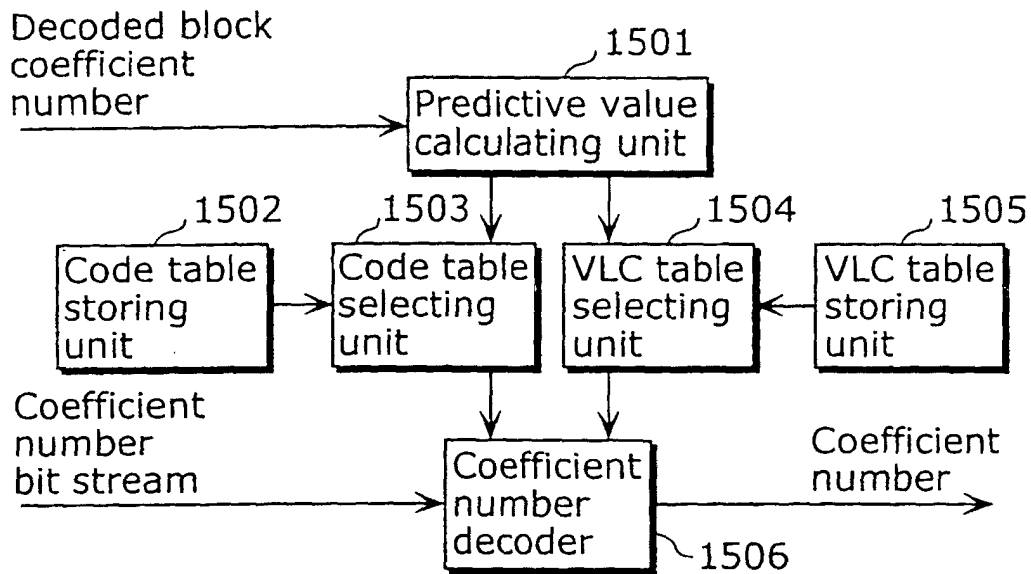 Decoded block
coefficient
number
1501
Predictive value
calculating unit
1502
1503
1504
1505
Code table
storing
unit
Code table
selecting
unit
VLC table
selecting
unit
VLC table
storing
unit
Coefficient
number
bit stream
Coefficient
number
decoder
Coefficient
number
1506